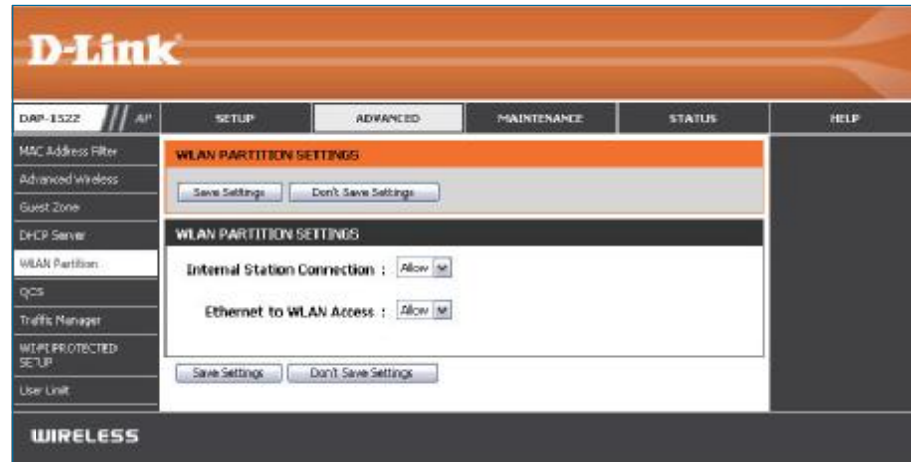 D-Link
DAP-1522 /// AP SETUP ADVANCED MAINTENANCE STATUS HELP
MAC Address Filter
Advanced Wireless
Guest Zone
DHCP Server
WLAN Partition
QOS
Traffic Manager
WI-FI PROTECTED
SETUP
User Limit
WLAN PARTITION SETTINGS
Save Settings Don't Save Settings
WLAN PARTITION SETTINGS
Internal Station Connection : Allow
Ethernet to WLAN Access : Allow
Save Settings Don't Save Settings
WIRELESS